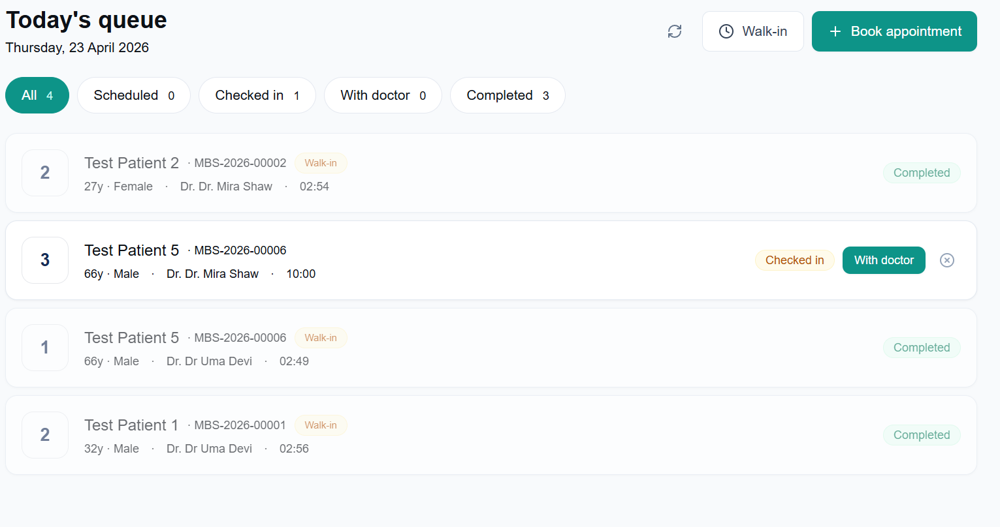 Today's queue
Thursday, 23 April 2026
Walk-in
+ Book appointment
All 4
Scheduled 0
Checked in 1
With doctor 0
Completed 3
2
Test Patient 2 · MBS-2026-00002 Walk-in
27y · Female · Dr. Dr. Mira Shaw · 02:54
Completed
3
Test Patient 5 · MBS-2026-00006
66y · Male · Dr. Dr. Mira Shaw · 10:00
Checked in
With doctor
1
Test Patient 5 · MBS-2026-00006 Walk-in
66y · Male · Dr. Dr Uma Devi · 02:49
Completed
2
Test Patient 1 · MBS-2026-00001 Walk-in
32y · Male · Dr. Dr Uma Devi · 02:56
Completed